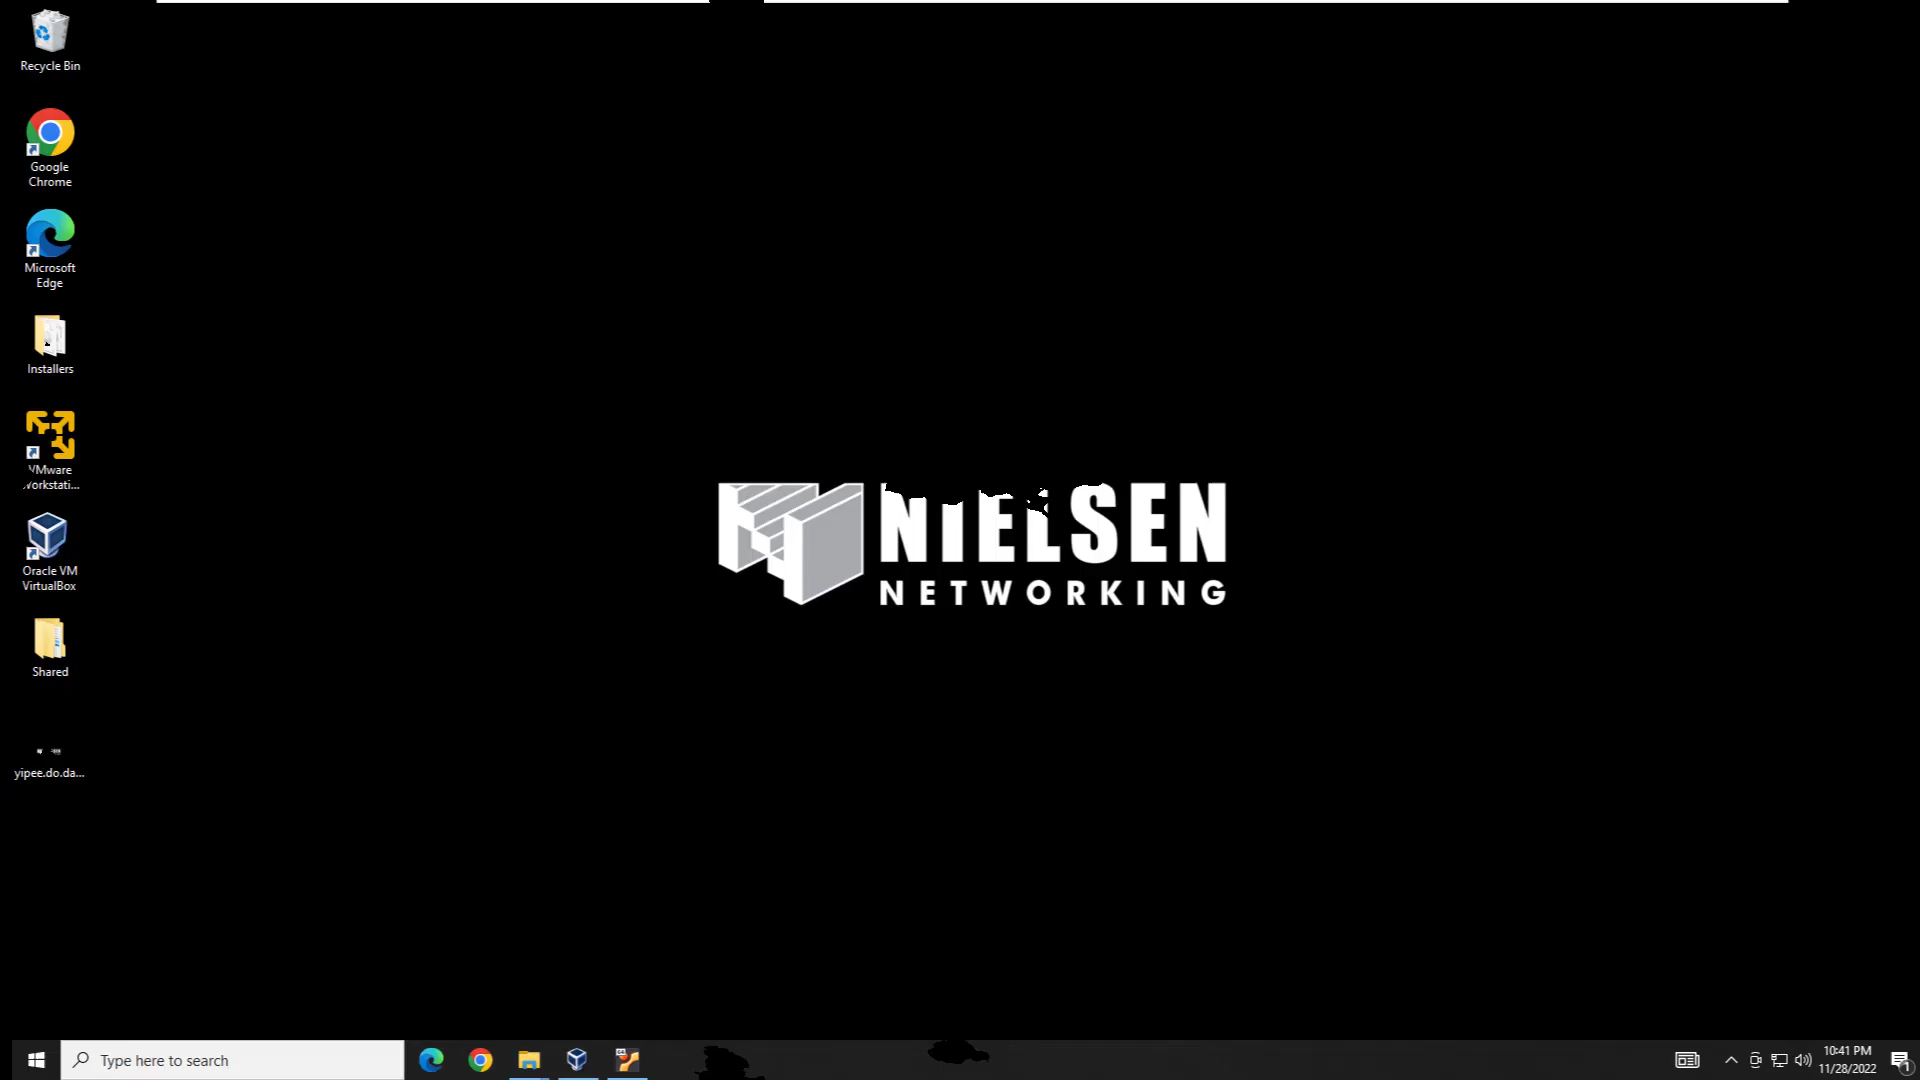 Recycle Bin
Google
Chrome
Microsoft
Edge
Installers
VMware
Workstati...
Oracle VM
VirtualBox
Shared
yipee.do.da...
NIELSEN
NETWORKING
Type here to search
10:41 PM
11/28/2022
1